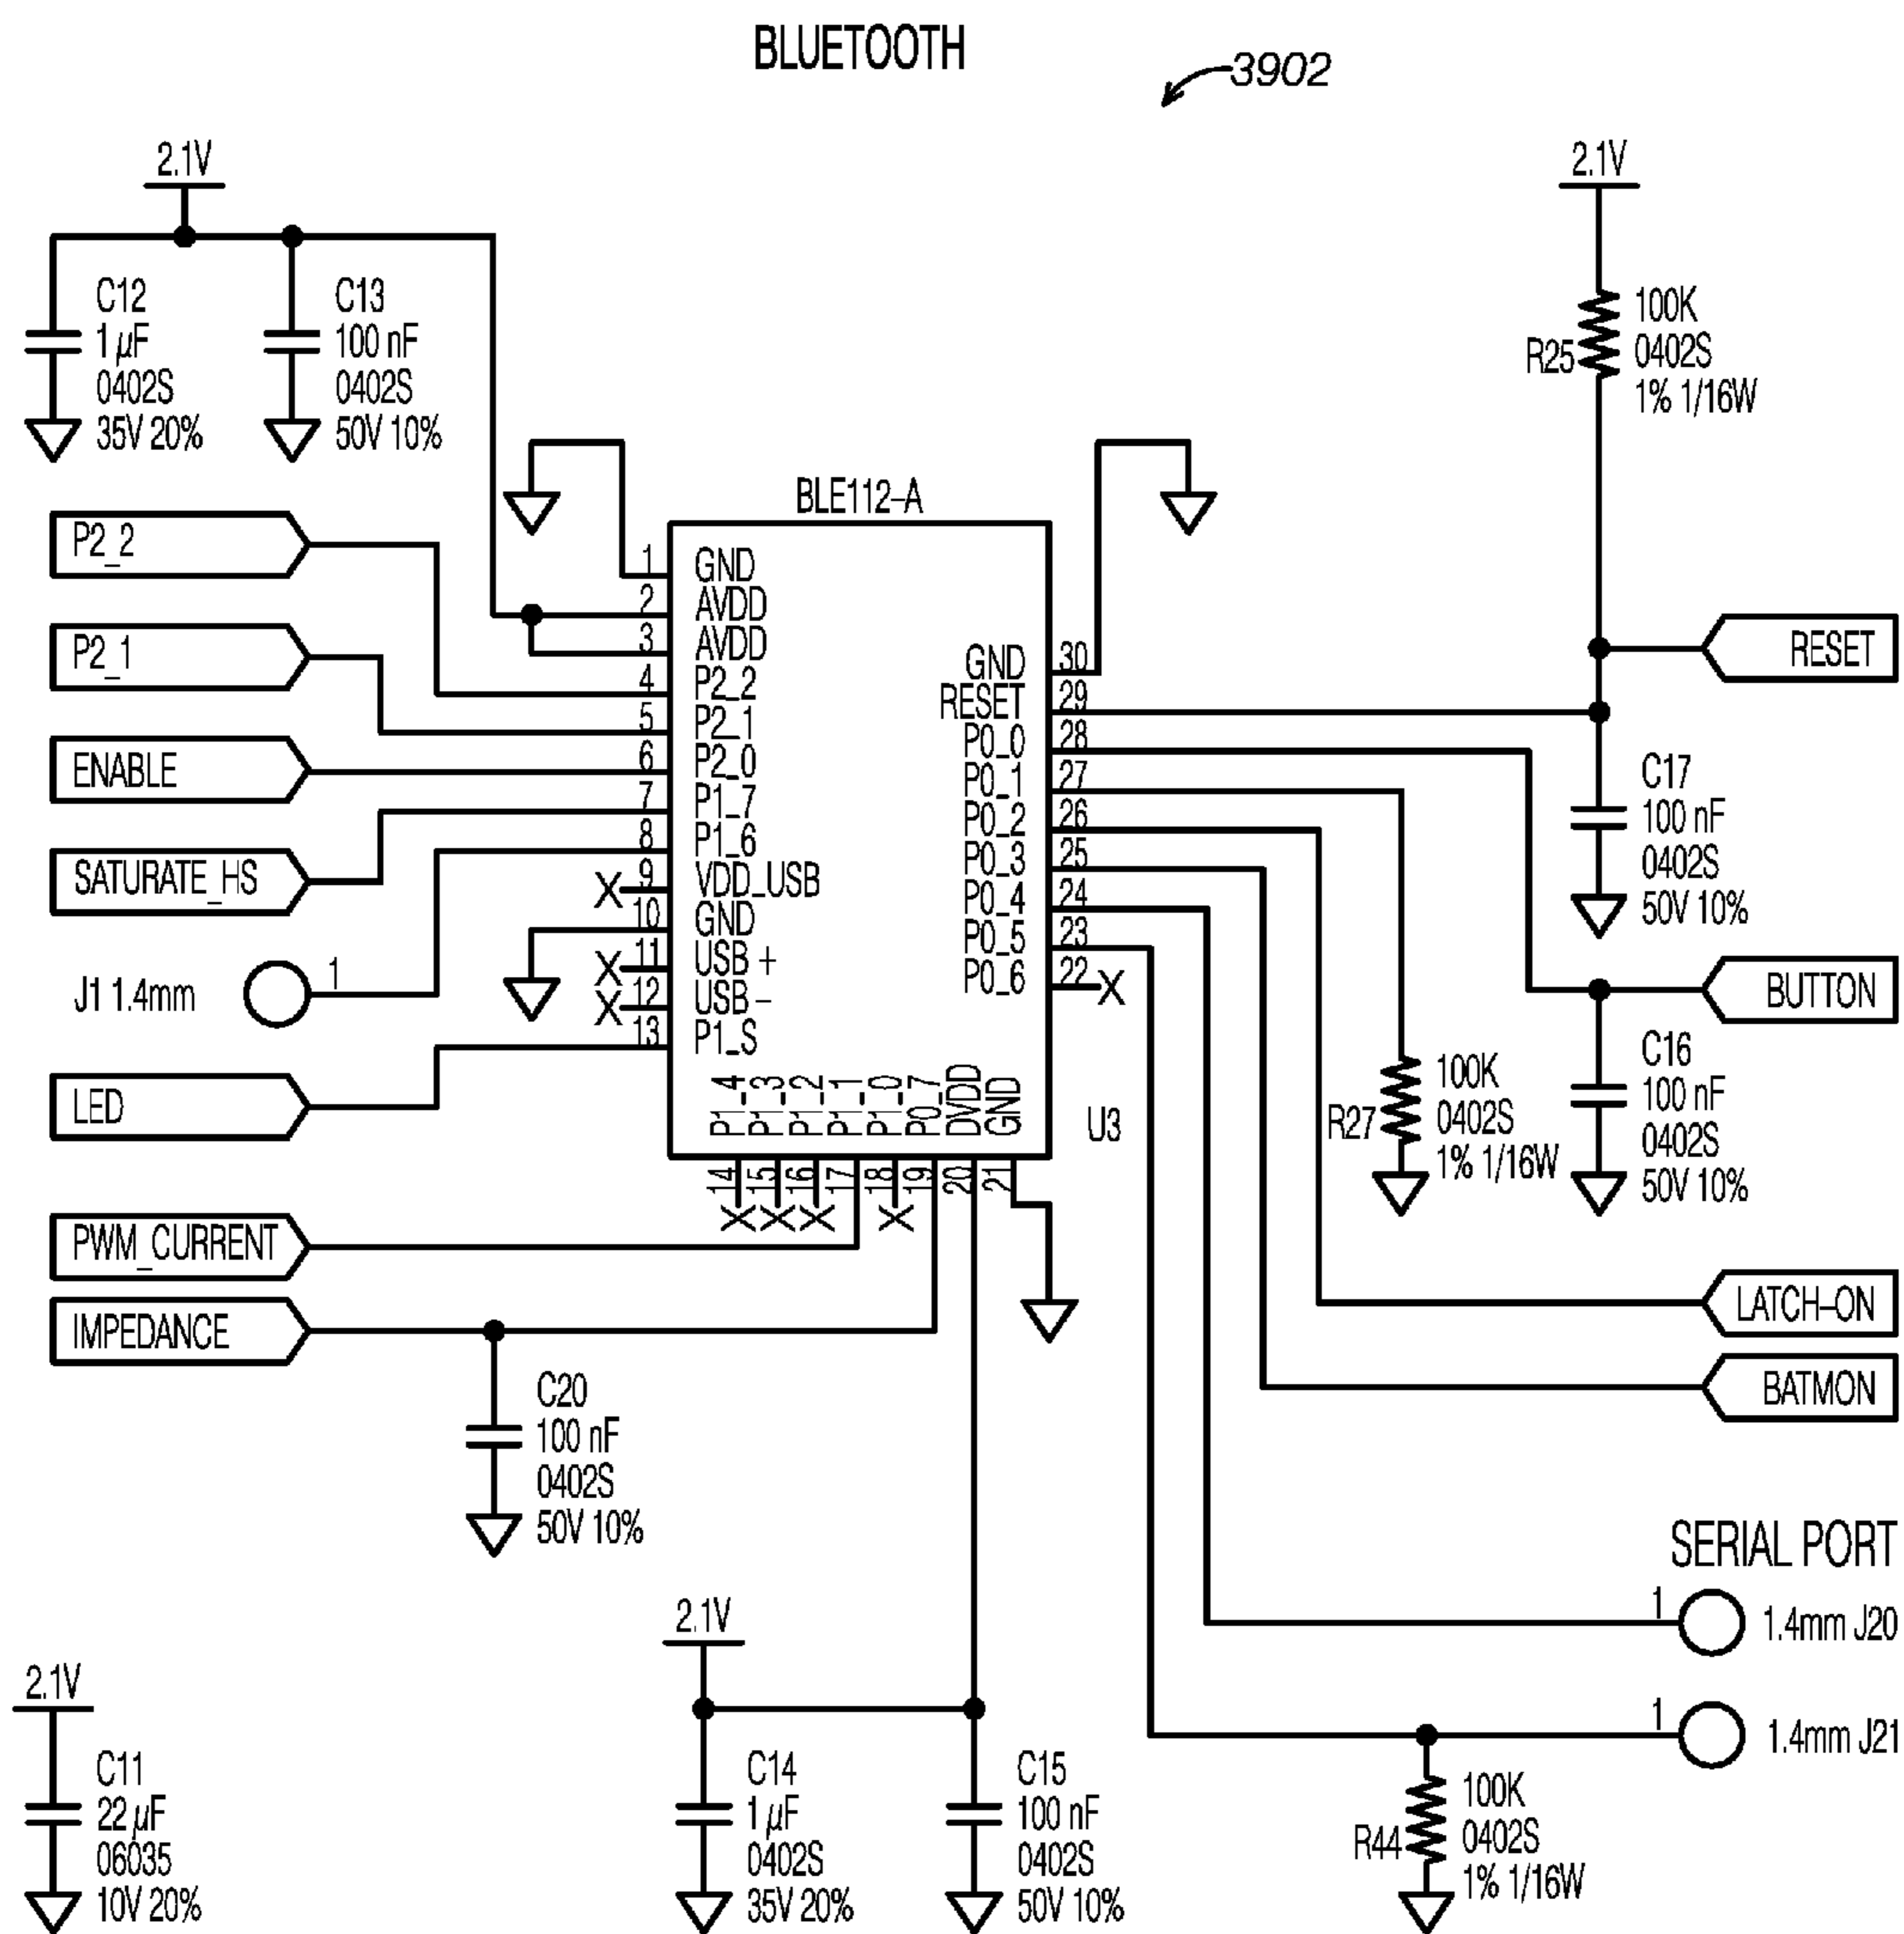 BLUETOOTH
3902
2.1V
C12
1 µF
0402S
35V 20%
C13
100 nF
0402S
50V 10%
2.1V
R25
100K
0402S
1% 1/16W
P2_2
P2_1
ENABLE
SATURATE_HS
J1 1.4mm
1
LED
PWM_CURRENT
IMPEDANCE
BLE112-A
1 GND
2 AVDD
3 AVDD
4 P2_2
5 P2_1
6 P2_0
7 P1_7
8 P1_6
X 9 VDD_USB
10 GND
X 11 USB +
X 12 USB -
13 P1_S
GND 30
RESET 29
P0_0 28
P0_1 27
P0_2 26
P0_3 25
P0_4 24
P0_5 23
P0_6 22 X
P1_4 14 X
P1_3 15 X
P1_2 16 X
P1_1 17
P1_0 18 X
P0_7 19
DVDD 20
GND 21
U3
RESET
C17
100 nF
0402S
50V 10%
BUTTON
C16
100 nF
0402S
50V 10%
R27
100K
0402S
1% 1/16W
LATCH-ON
BATMON
C20
100 nF
0402S
50V 10%
SERIAL PORT
1 1.4mm J20
1 1.4mm J21
R44
100K
0402S
1% 1/16W
2.1V
C11
22 µF
06035
10V 20%
2.1V
C14
1 µF
0402S
35V 20%
C15
100 nF
0402S
50V 10%